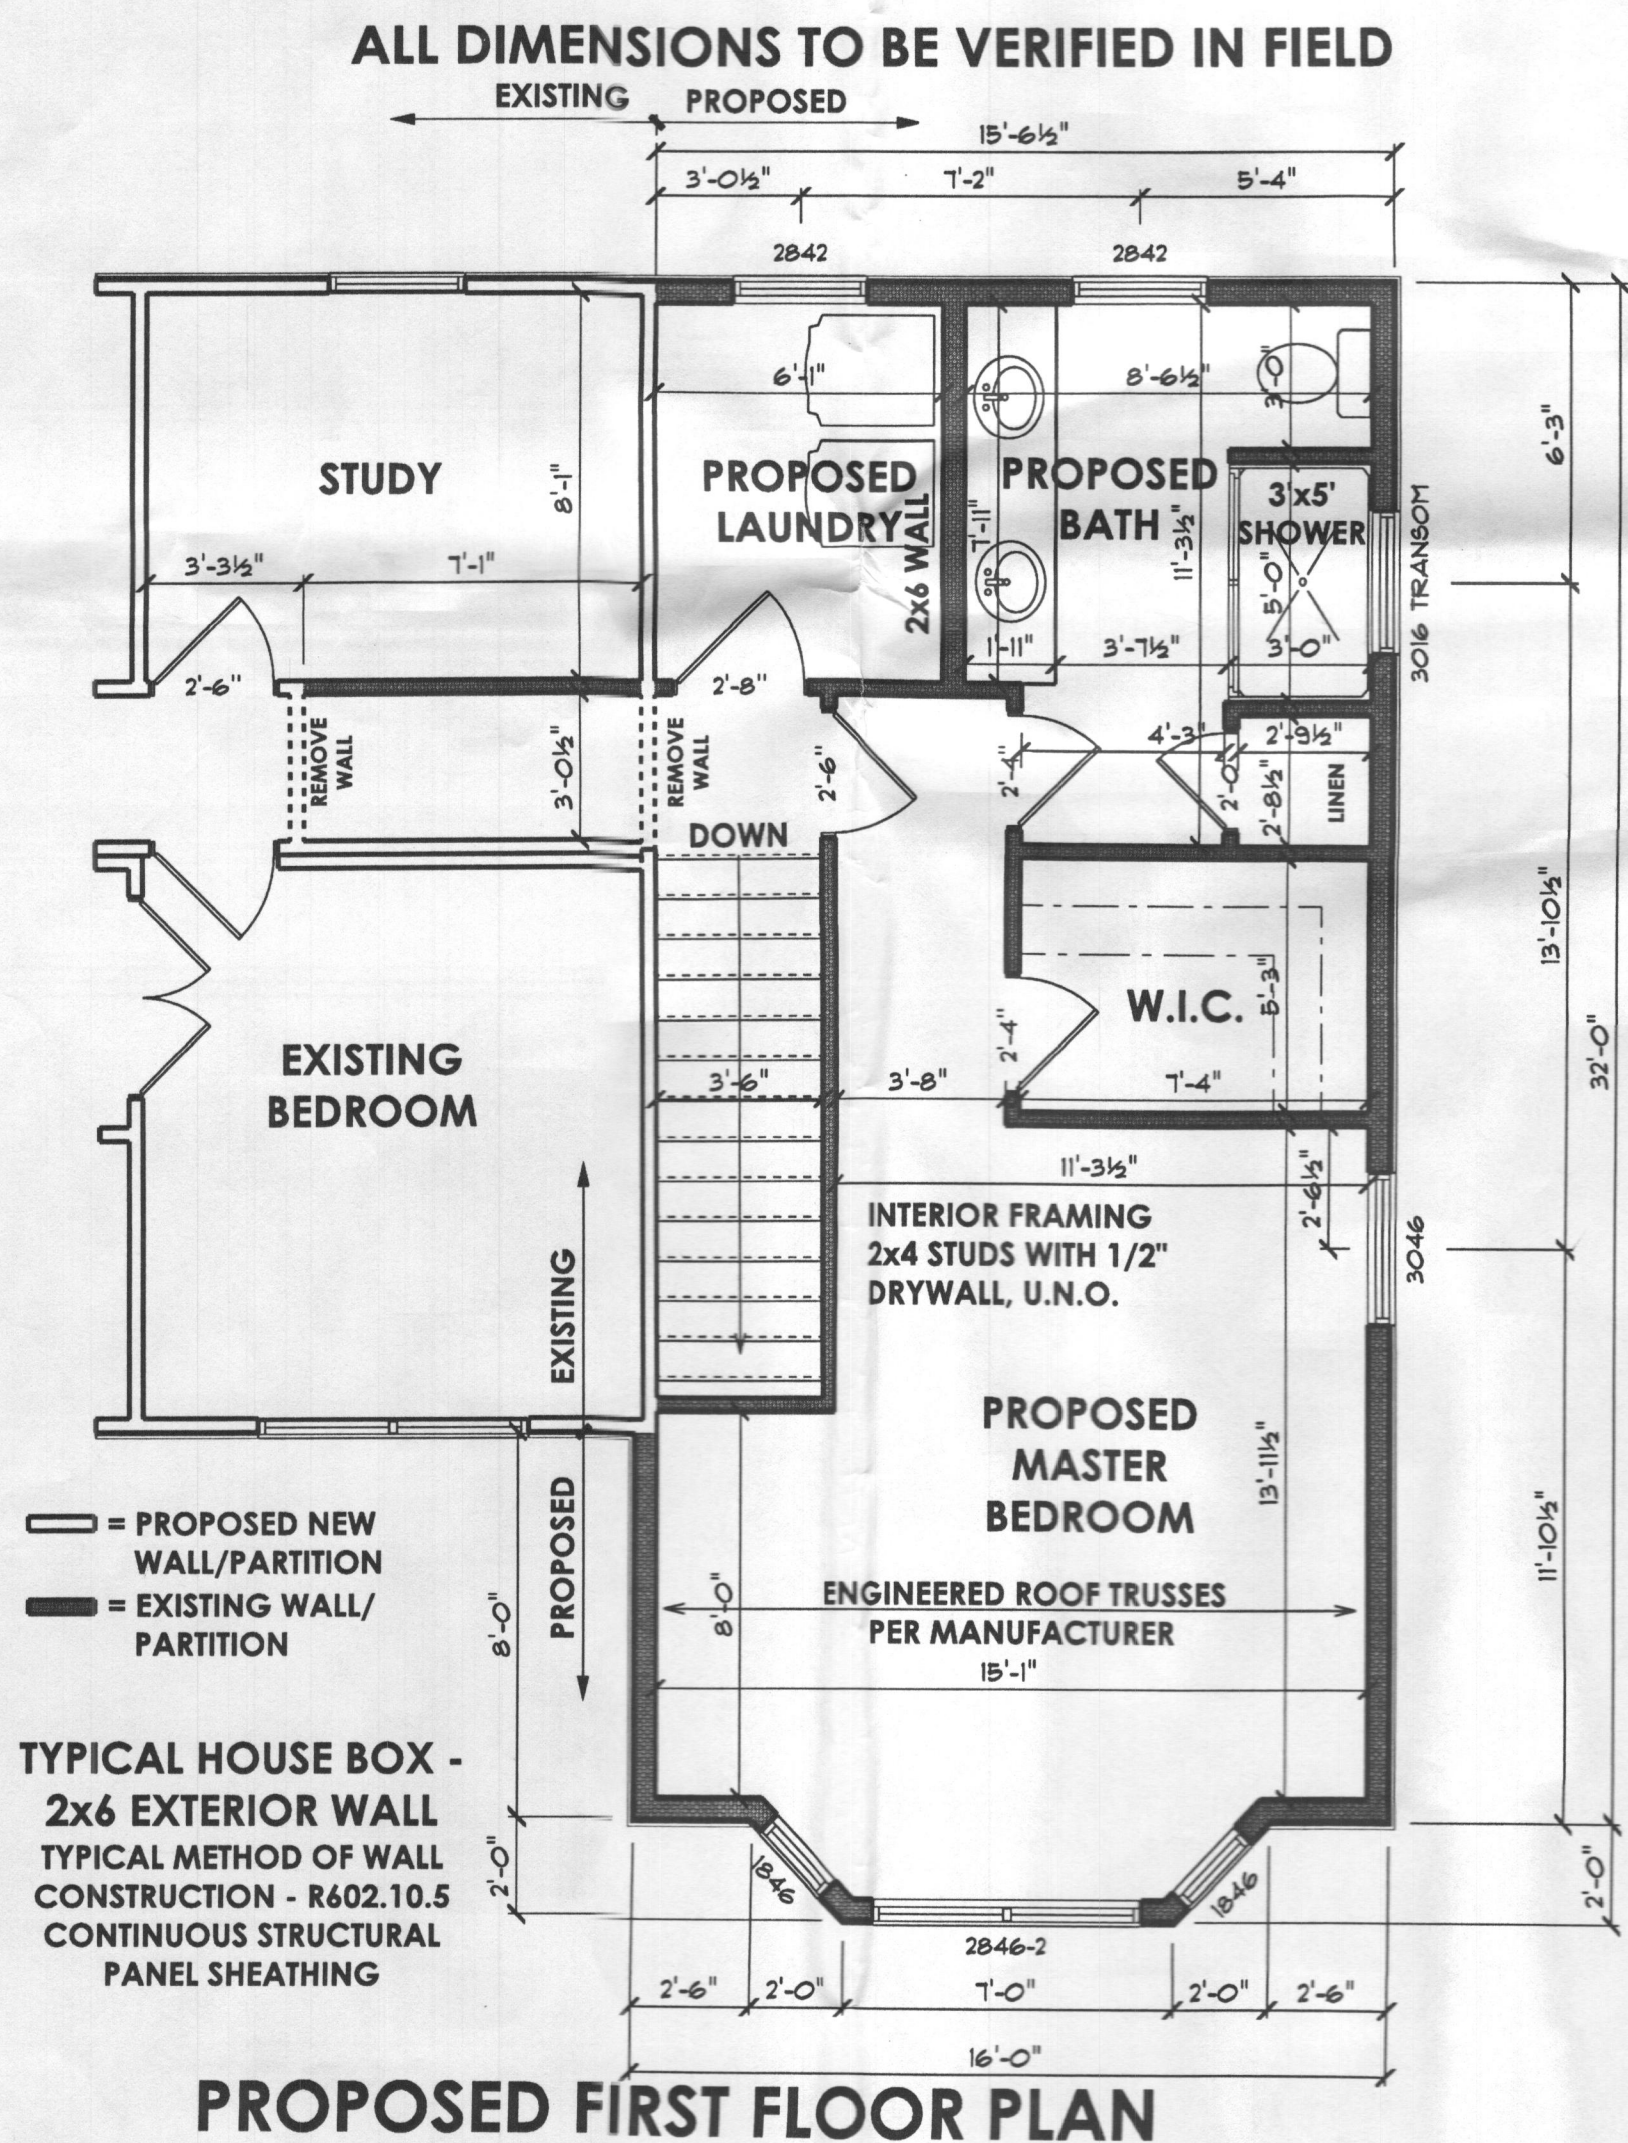 ALL DIMENSIONS TO BE VERIFIED IN FIELD
EXISTING
PROPOSED
15'-6½"
3'-0½"
7'-2"
5'-4"
2842
2842
6'-1"
8'-6½"
3'-0"
6'-3"
STUDY
8'-1"
PROPOSED
LAUNDRY
2x6 WALL
PROPOSED
BATH
7'-11"
11'-3½"
3'x5'
SHOWER
5'-0"
3016 TRANSOM
3'-3½"
7'-1"
1'-11"
3'-7½"
3'-0"
2'-6"
2'-8"
REMOVE
WALL
3'-0½"
REMOVE
WALL
2'-6"
2'-4"
4'-3"
2'-0"
2'-9½"
2'-8½"
LINEN
DOWN
13'-10½"
32'-0"
EXISTING
BEDROOM
W.I.C.
5'-3"
2'-4"
3'-6"
3'-8"
7'-4"
11'-3½"
2'-6½"
3046
INTERIOR FRAMING
2x4 STUDS WITH 1/2"
DRYWALL, U.N.O.
EXISTING
PROPOSED
PROPOSED
MASTER
BEDROOM
13'-11½"
11'-10½"
= PROPOSED NEW
WALL/PARTITION
= EXISTING WALL/
PARTITION
8'-0"
8'-0"
ENGINEERED ROOF TRUSSES
PER MANUFACTURER
15'-1"
TYPICAL HOUSE BOX -
2x6 EXTERIOR WALL
TYPICAL METHOD OF WALL
CONSTRUCTION - R602.10.5
CONTINUOUS STRUCTURAL
PANEL SHEATHING
2'-0"
1846
1846
2'-0"
2846-2
2'-6"
2'-0"
7'-0"
2'-0"
2'-6"
16'-0"
PROPOSED FIRST FLOOR PLAN